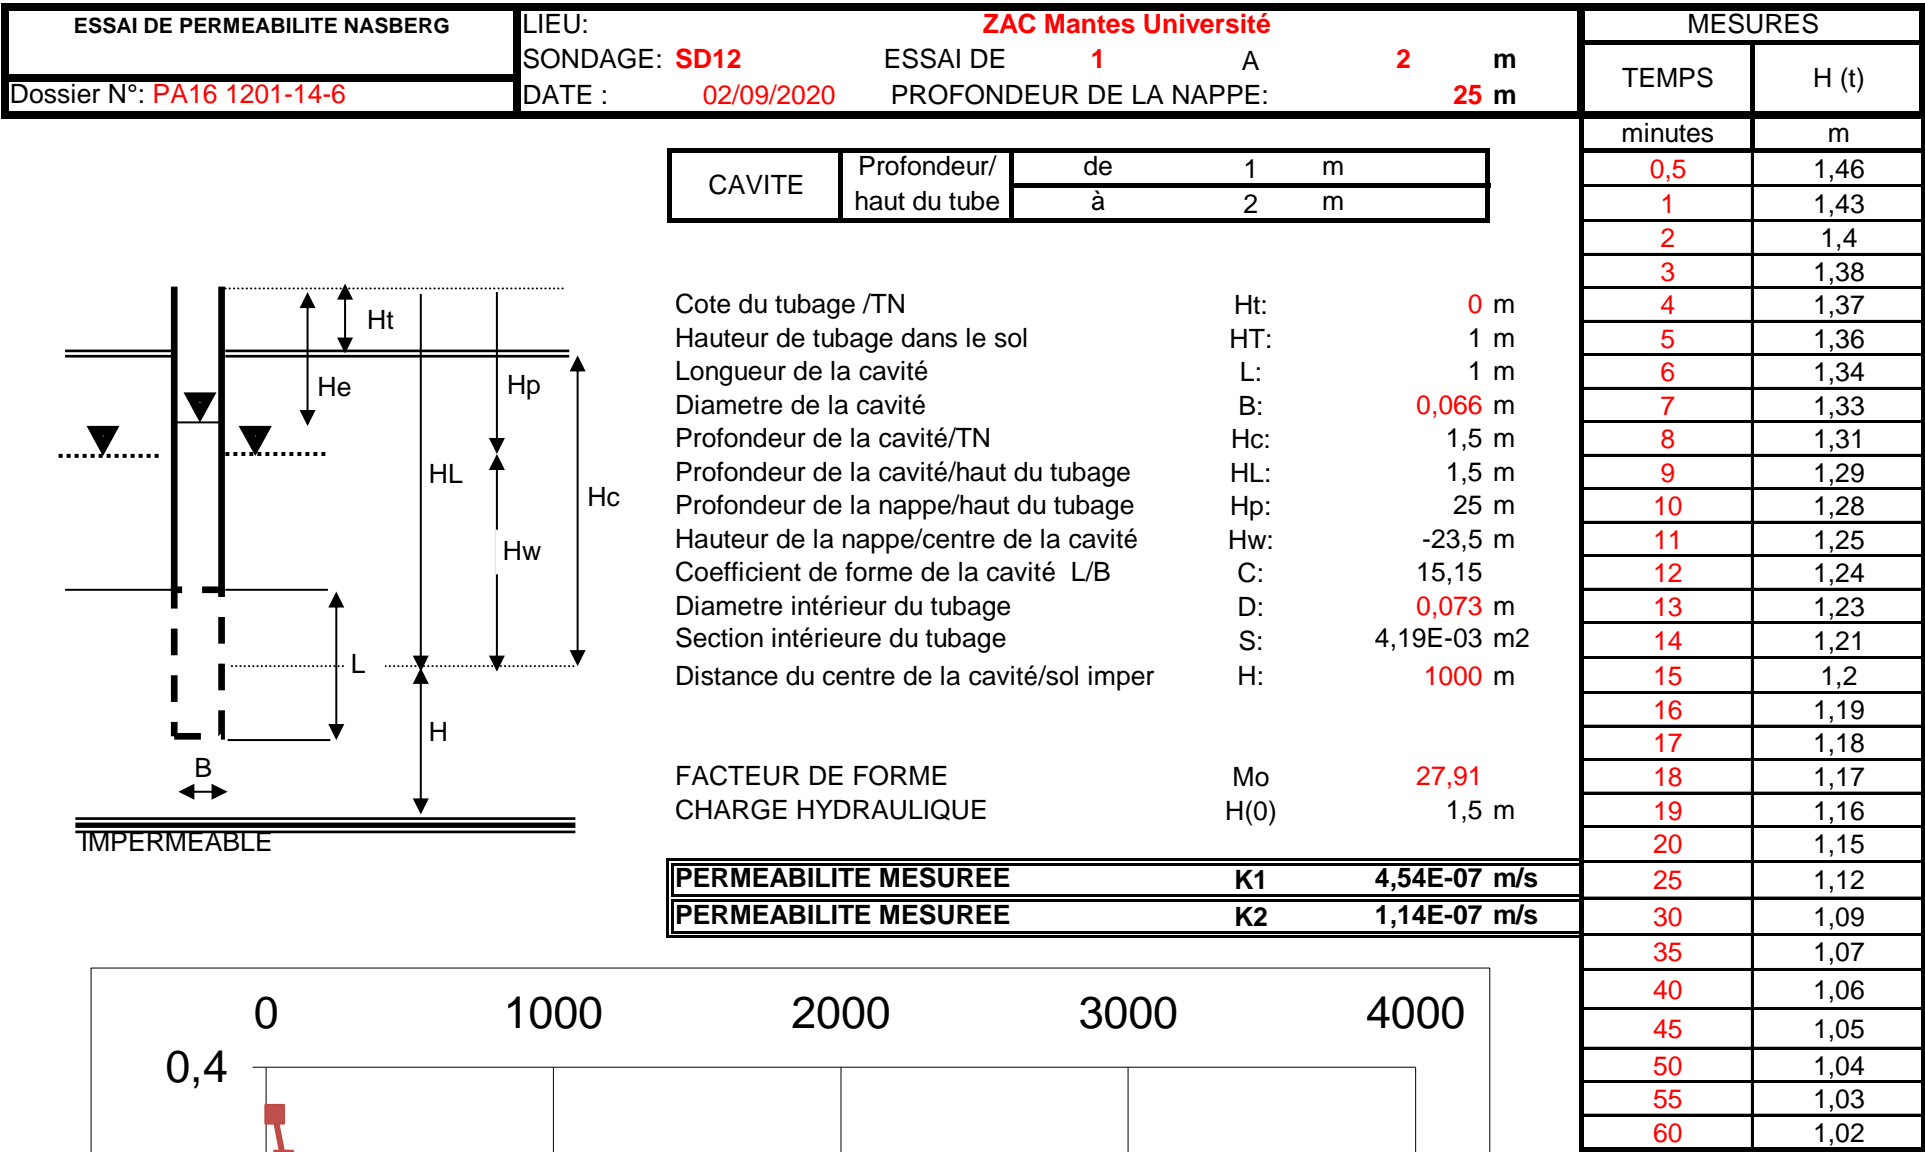 ESSAI DE PERMEABILITE NASBERG
Dossier N°: PA16 1201-14-6
LIEU: ZAC Mantes Université
SONDAGE: SD12 ESSAI DE 1 A 2 m
DATE : 02/09/2020 PROFONDEUR DE LA NAPPE: 25 m
MESURES
TEMPS H (t)
minutes m
0,5 1,46
1 1,43
2 1,4
3 1,38
4 1,37
5 1,36
6 1,34
7 1,33
8 1,31
9 1,29
10 1,28
11 1,25
12 1,24
13 1,23
14 1,21
15 1,2
16 1,19
17 1,18
18 1,17
19 1,16
20 1,15
25 1,12
30 1,09
35 1,07
40 1,06
45 1,05
50 1,04
55 1,03
60 1,02
CAVITE Profondeur/ de 1 m
haut du tube à 2 m
Ht
He
Hp
HL
Hc
Hw
L
H
B
IMPERMEABLE
Cote du tubage /TN Ht: 0 m
Hauteur de tubage dans le sol HT: 1 m
Longueur de la cavité L: 1 m
Diametre de la cavité B: 0,066 m
Profondeur de la cavité/TN Hc: 1,5 m
Profondeur de la cavité/haut du tubage HL: 1,5 m
Profondeur de la nappe/haut du tubage Hp: 25 m
Hauteur de la nappe/centre de la cavité Hw: -23,5 m
Coefficient de forme de la cavité L/B C: 15,15
Diametre intérieur du tubage D: 0,073 m
Section intérieure du tubage S: 4,19E-03 m2
Distance du centre de la cavité/sol imper H: 1000 m
FACTEUR DE FORME Mo 27,91
CHARGE HYDRAULIQUE H(0) 1,5 m
PERMEABILITE MESUREE K1 4,54E-07 m/s
PERMEABILITE MESUREE K2 1,14E-07 m/s
0 1000 2000 3000 4000
0,4